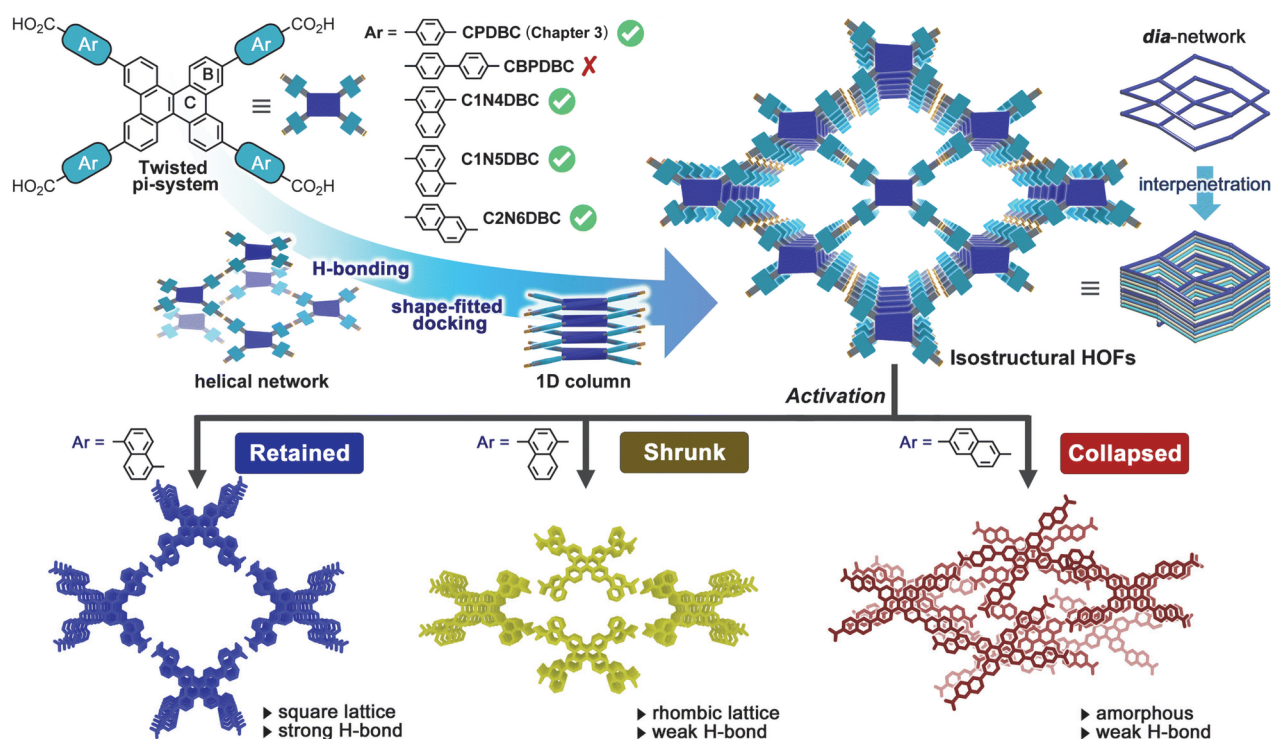 HO₂C
CO₂H
Ar
Ar
B
C
Ar
Ar
HO₂C
CO₂H
Twisted
pi-system
≡
Ar =
CPDBC (Chapter 3)
CBPDBC ✗
C1N4DBC
C1N5DBC
C2N6DBC
H-bonding
shape-fitted
docking
helical network
1D column
Isostructural HOFs
dia-network
interpenetration
≡
Activation
Ar =
Retained
Ar =
Shrunk
Ar =
Collapsed
▸ square lattice
▸ strong H-bond
▸ rhombic lattice
▸ weak H-bond
▸ amorphous
▸ weak H-bond